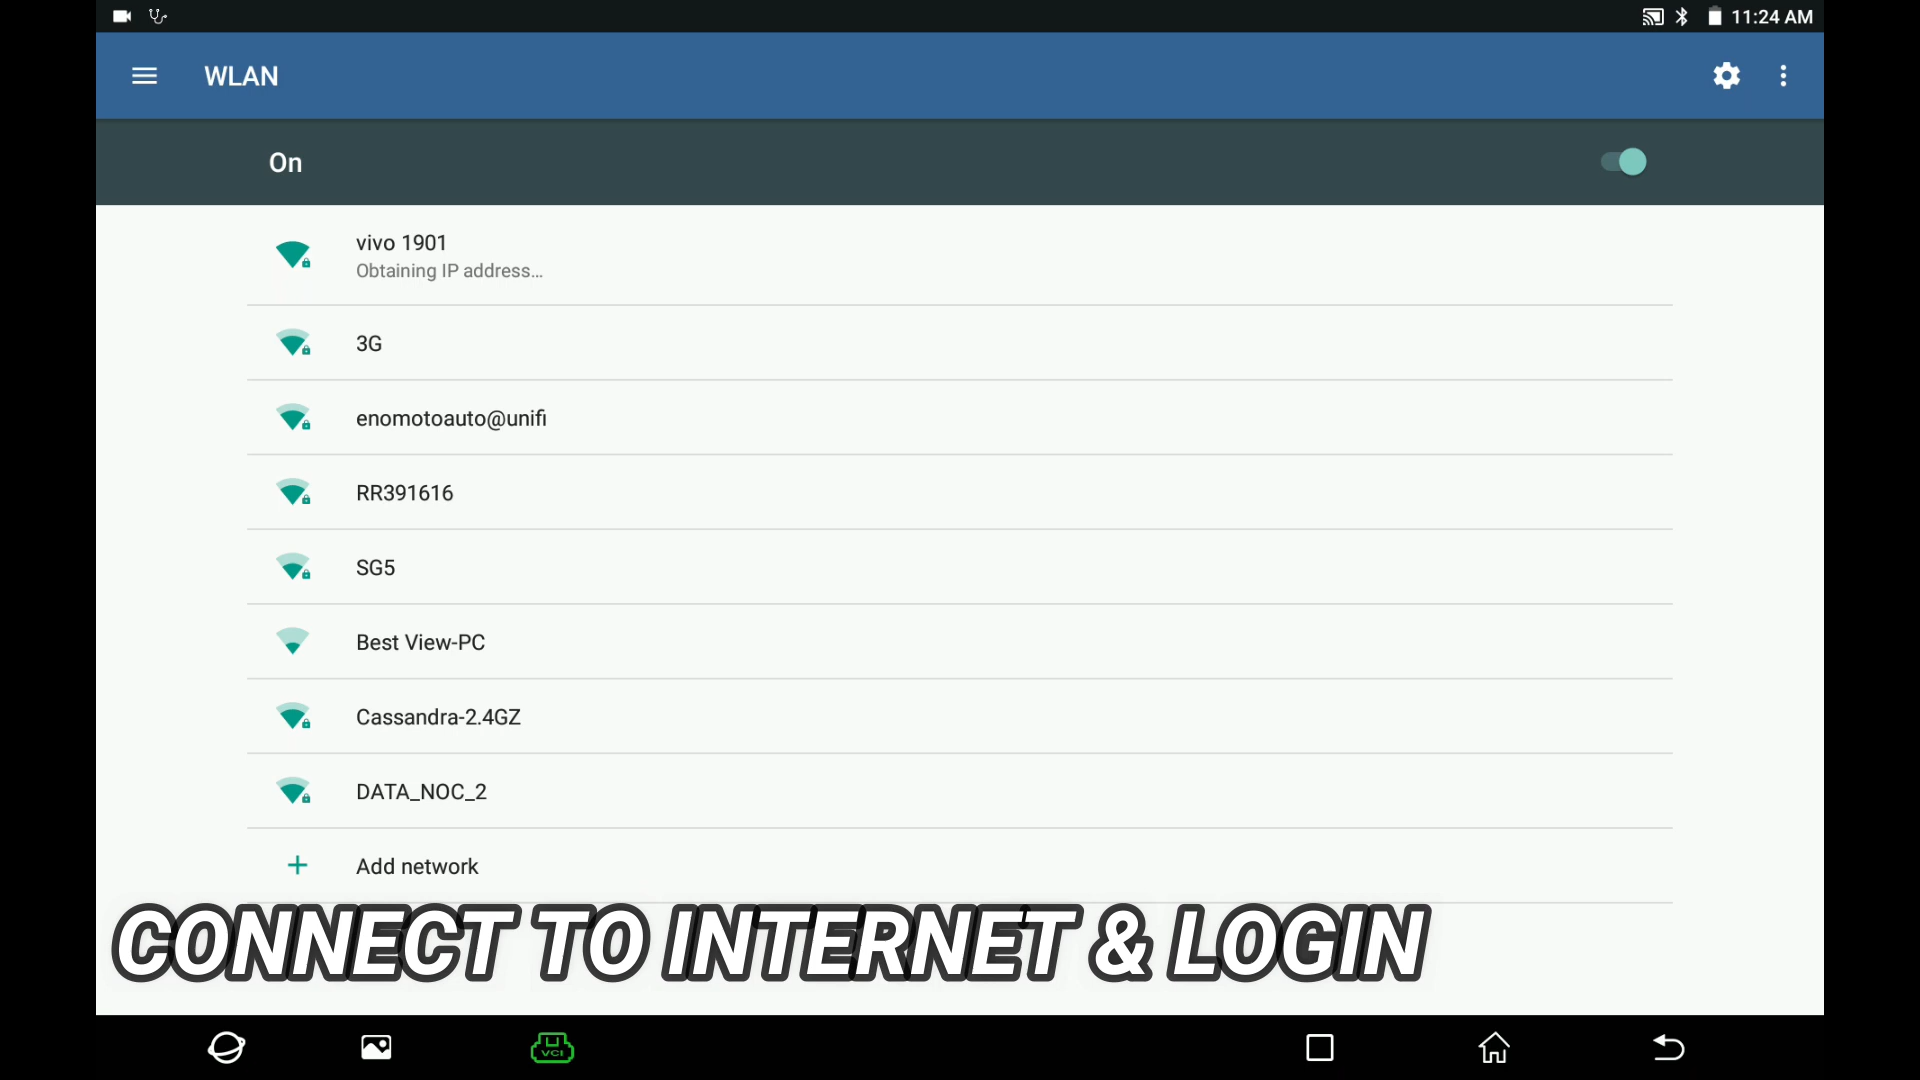 11:24 AM
WLAN
On
vivo 1901
Obtaining IP address...
3G
enomotoauto@unifi
RR391616
SG5
Best View-PC
Cassandra-2.4GZ
DATA_NOC_2
Add network
CONNECT TO INTERNET & LOGIN
VCI